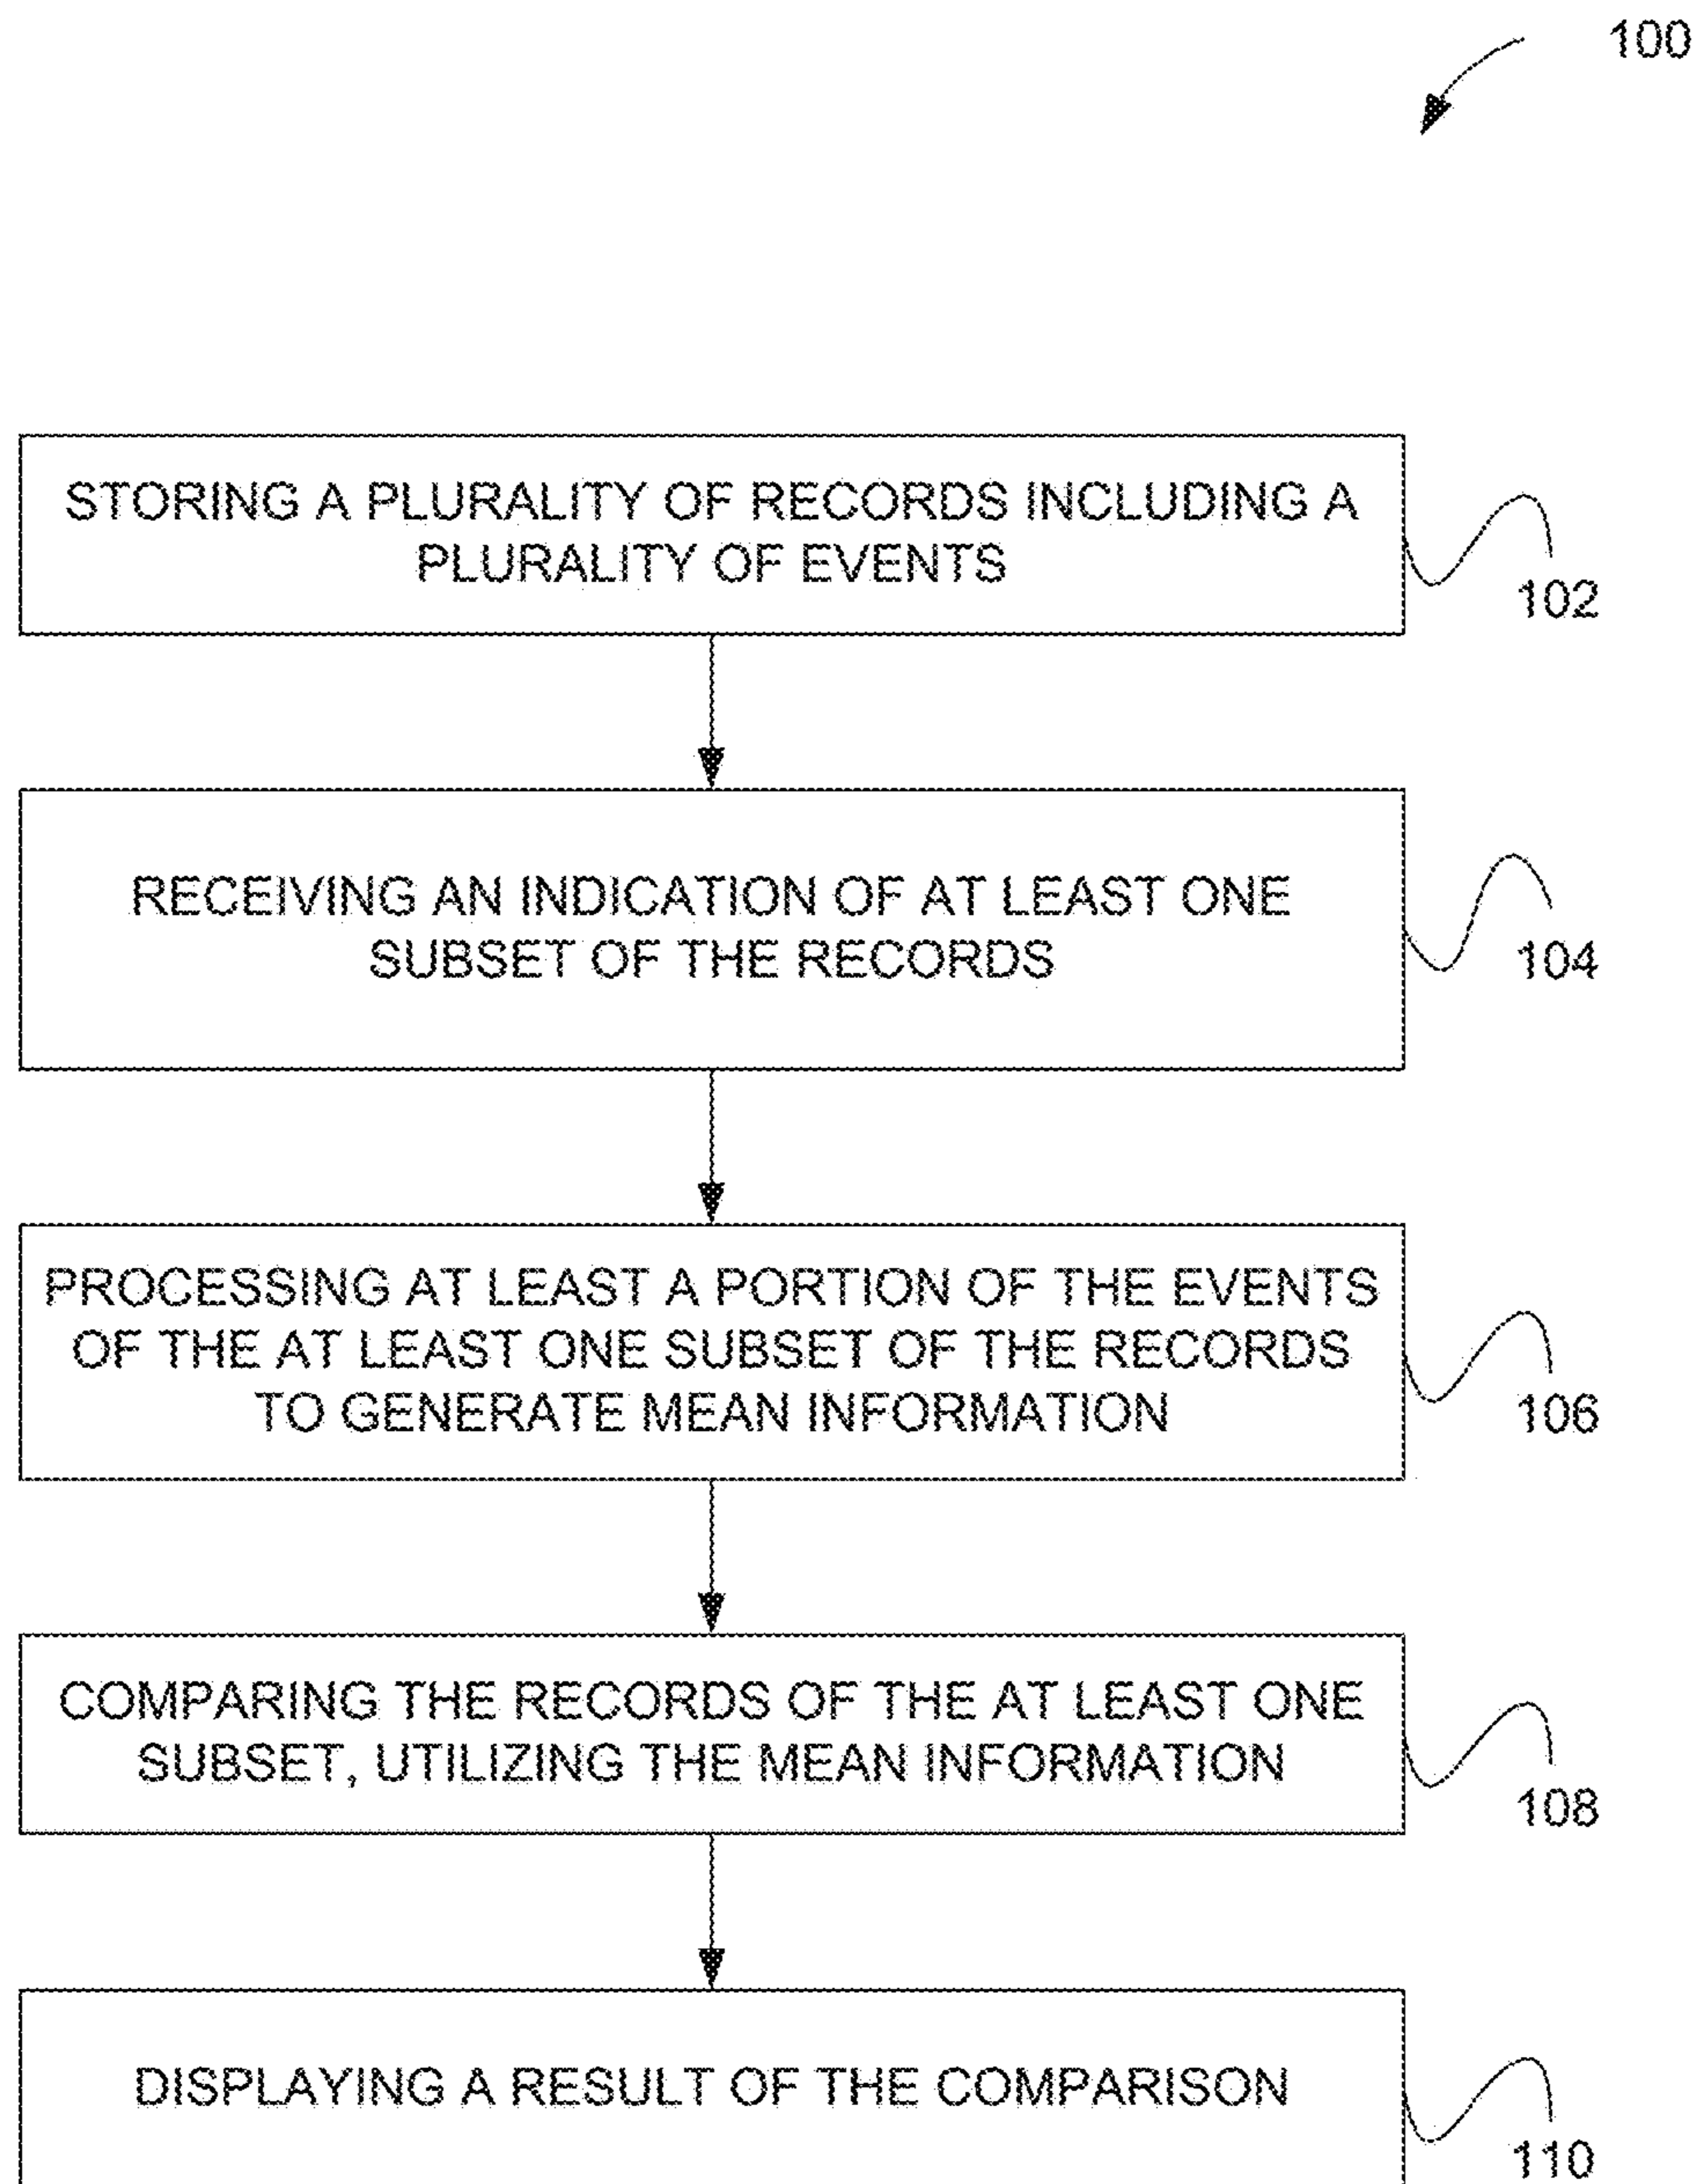 100
STORING A PLURALITY OF RECORDS INCLUDING A
PLURALITY OF EVENTS
102
RECEIVING AN INDICATION OF AT LEAST ONE
SUBSET OF THE RECORDS
104
PROCESSING AT LEAST A PORTION OF THE EVENTS
OF THE AT LEAST ONE SUBSET OF THE RECORDS
TO GENERATE MEAN INFORMATION
106
COMPARING THE RECORDS OF THE AT LEAST ONE
SUBSET, UTILIZING THE MEAN INFORMATION
108
DISPLAYING A RESULT OF THE COMPARISON
110